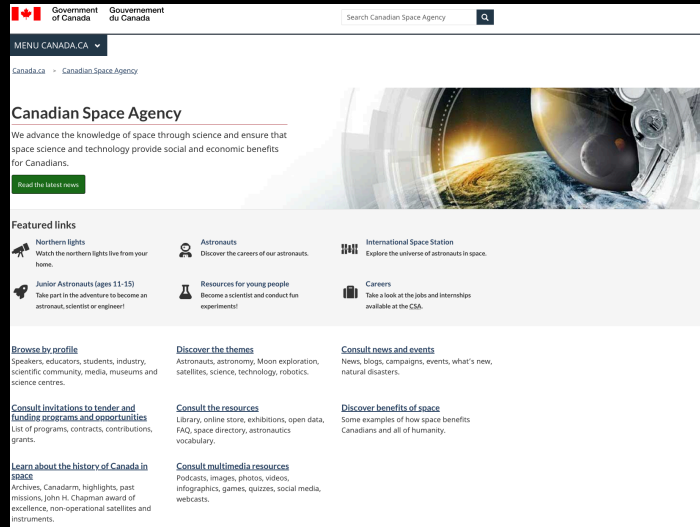 Government of Canada
Gouvernement du Canada
Search Canadian Space Agency
MENU CANADA.CA
Canada.ca
Canadian Space Agency
Canadian Space Agency
We advance the knowledge of space through science and ensure that
space science and technology provide social and economic benefits
for Canadians.
Read the latest news
Featured links
Northern lights
Watch the northern lights live from your
home.
Astronauts
Discover the careers of our astronauts.
International Space Station
Explore the universe of astronauts in space.
Junior Astronauts (ages 11-15)
Take part in the adventure to become an
astronaut, scientist or engineer!
Resources for young people
Become a scientist and conduct fun
experiments!
Careers
Take a look at the jobs and internships
available at the CSA.
Browse by profile
Speakers, educators, students, industry,
scientific community, media, museums and
science centres.
Discover the themes
Astronauts, astronomy, Moon exploration,
satellites, science, technology, robotics.
Consult news and events
News, blogs, campaigns, events, what's new,
natural disasters.
Consult invitations to tender and
funding programs and opportunities
List of programs, contracts, contributions,
grants.
Consult the resources
Library, online store, exhibitions, open data,
FAQ, space directory, astronautics
vocabulary.
Discover benefits of space
Some examples of how space benefits
Canadians and all of humanity.
Learn about the history of Canada in
space
Archives, Canadarm, highlights, past
missions, John H. Chapman award of
excellence, non-operational satellites and
instruments.
Consult multimedia resources
Podcasts, images, photos, videos,
infographics, games, quizzes, social media,
webcasts.